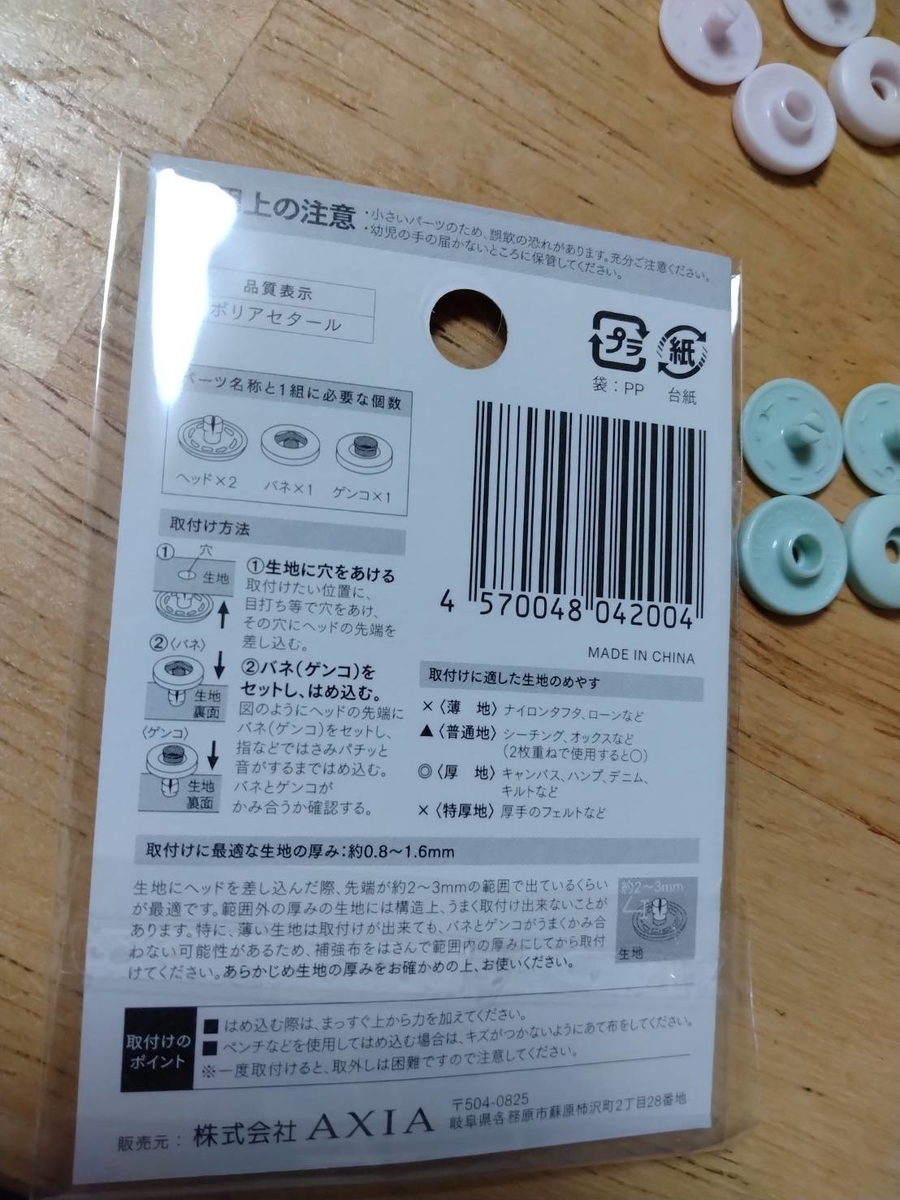 上の注意
・小さいパーツのため、誤飲の恐れがあります。充分ご注意ください。
・幼児の手の届かないところに保管してください。
品質表示
ポリアセタール
パーツ名称と1組に必要な個数
ヘッド×2 バネ×1 ゲンコ×1
プラ
紙
袋：PP 台紙
4 570048 042004
MADE IN CHINA
取付け方法
① 穴
生地
①生地に穴をあける
取付けたい位置に、
目打ち等で穴をあけ、
その穴にヘッドの先端を
差し込む。
②〈バネ〉
生地
裏面
〈ゲンコ〉
生地
裏面
②バネ(ゲンコ)を
セットし、はめ込む。
図のようにヘッドの先端に
バネ(ゲンコ)をセットし、
指などではさみパチッと
音がするまではめ込む。
バネとゲンコが
かみ合うか確認する。
取付けに適した生地のめやす
×〈薄 地〉ナイロンタフタ、ローンなど
▲〈普通地〉シーチング、オックスなど
(2枚重ねで使用すると○)
◎〈厚 地〉キャンバス、ハンプ、デニム、
キルトなど
×〈特厚地〉厚手のフェルトなど
取付けに最適な生地の厚み：約0.8〜1.6mm
生地にヘッドを差し込んだ際、先端が約2〜3mmの範囲で出ているくらい
が最適です。範囲外の厚みの生地には構造上、うまく取付け出来ないことが
あります。特に、薄い生地は取付けが出来ても、バネとゲンコがうまくかみ合
わない可能性があるため、補強布をはさんで範囲内の厚みにしてから取付
けてください。あらかじめ生地の厚みをお確かめの上、お使いください。
約2〜3mm
生地
取付けの
ポイント
■はめ込む際は、まっすぐ上から力を加えてください。
■ペンチなどを使用してはめ込む場合は、キズがつかないようにあて布をしてください。
※一度取付けると、取外しは困難ですので注意してください。
販売元：株式会社 AXIA
〒504-0825
岐阜県各務原市蘇原柿沢町2丁目28番地